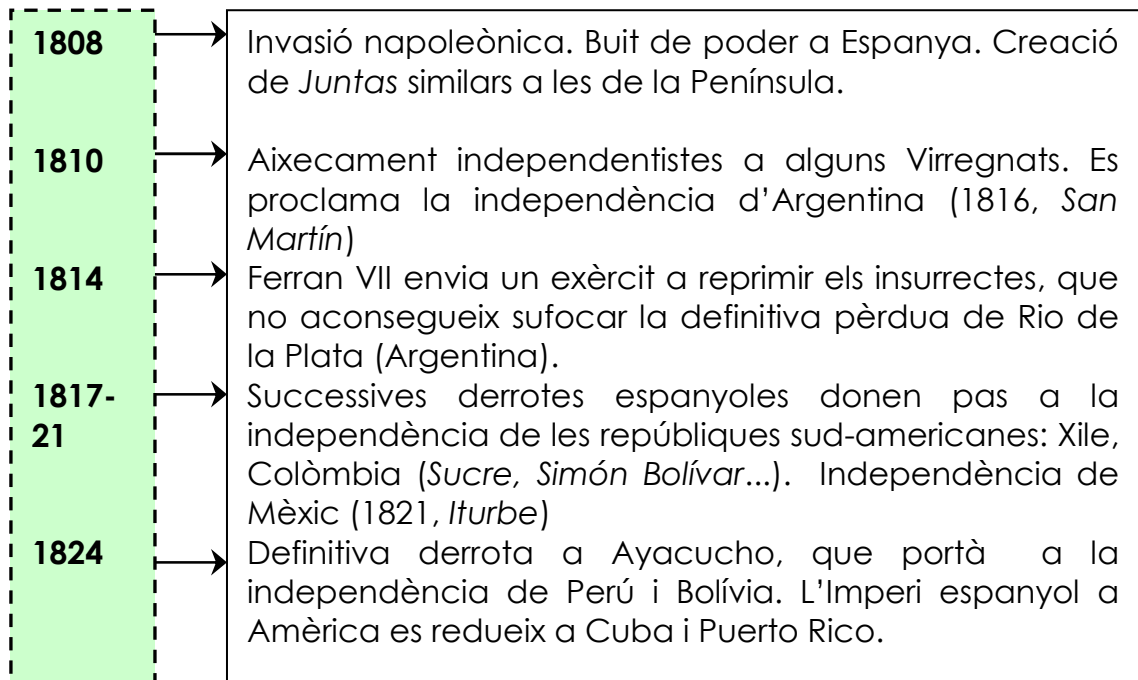 1808 Invasió napoleònica. Buit de poder a Espanya. Creació
de Juntas similars a les de la Península.
1810 Aixecament independentistes a alguns Virregnats. Es
proclama la independència d’Argentina (1816, San
Martín)
1814 Ferran VII envia un exèrcit a reprimir els insurrectes, que
no aconsegueix sufocar la definitiva pèrdua de Rio de
la Plata (Argentina).
1817- Successives derrotes espanyoles donen pas a la
21 independència de les repúbliques sud-americanes: Xile,
Colòmbia (Sucre, Simón Bolívar...). Independència de
Mèxic (1821, Iturbe)
1824 Definitiva derrota a Ayacucho, que portà a la
independència de Perú i Bolívia. L’Imperi espanyol a
Amèrica es redueix a Cuba i Puerto Rico.